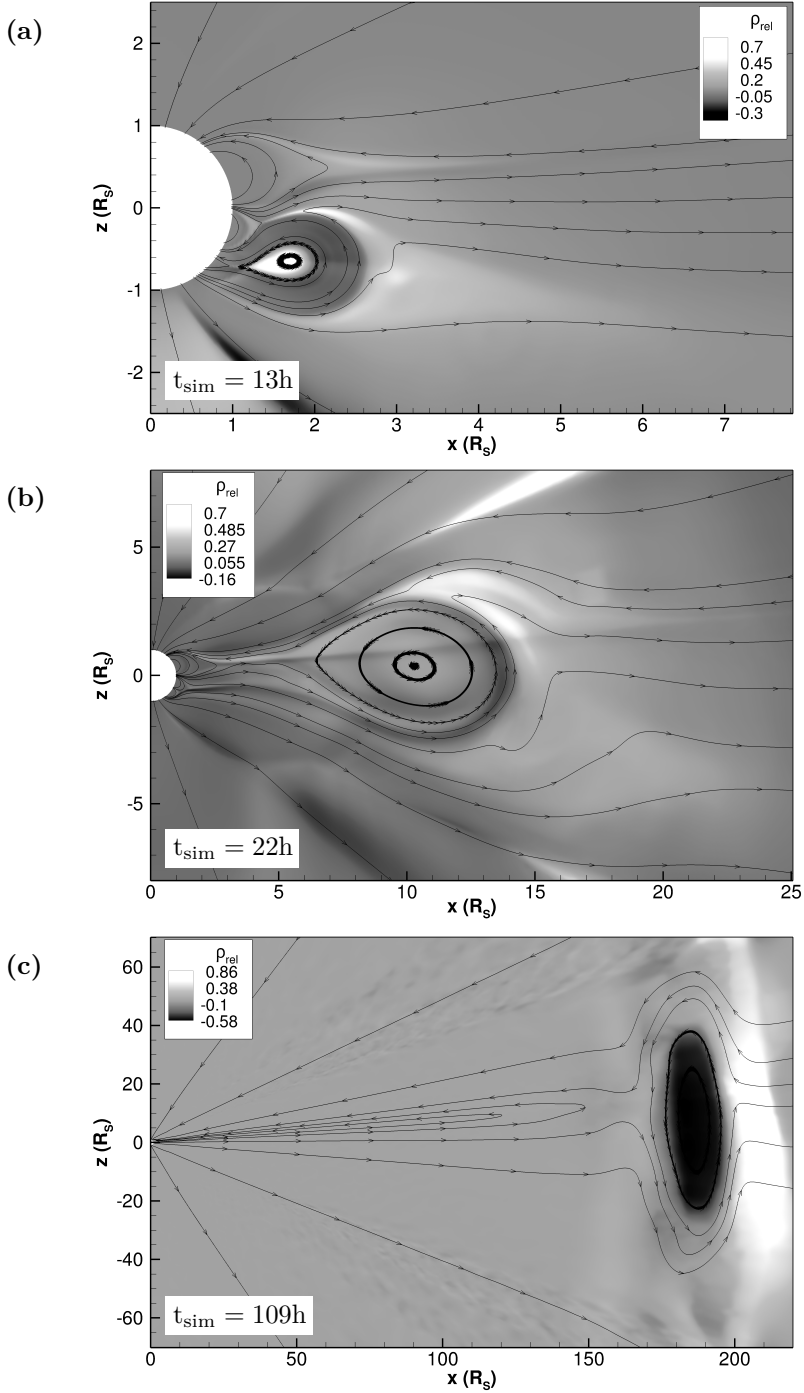 (a)
ρrel
0.7
0.45
0.2
-0.05
-0.3
2
1
0
-1
-2
z (RS)
tsim = 13h
0 1 2 3 4 5 6 7
x (RS)
(b)
ρrel
0.7
0.485
0.27
0.055
-0.16
5
0
-5
z (RS)
tsim = 22h
0 5 10 15 20 25
x (RS)
(c)
ρrel
0.86
0.38
-0.1
-0.58
60
40
20
0
-20
-40
-60
z (RS)
tsim = 109h
0 50 100 150 200
x (RS)